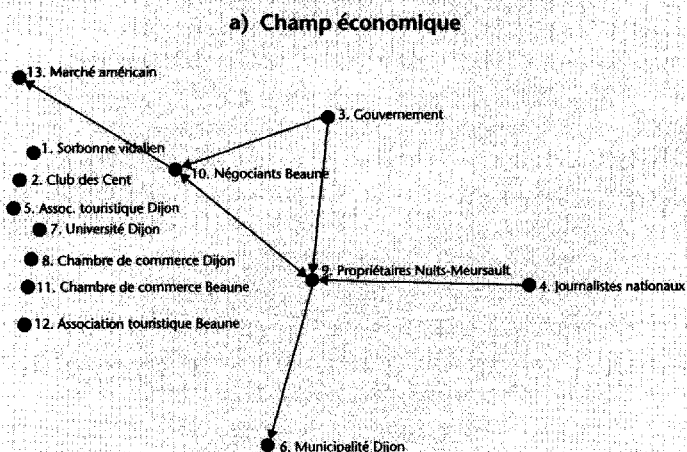 a) Champ économique
13. Marché américain
3. Gouvernement
1. Sorbonne vidalien
10. Négociants Beaune
2. Club des Cent
5. Assoc. touristique Dijon
7. Université Dijon
8. Chambre de commerce Dijon
9. Propriétaires Nuits-Meursault
11. Chambre de commerce Beaune
4. Journalistes nationaux
12. Association touristique Beaune
6. Municipalité Dijon